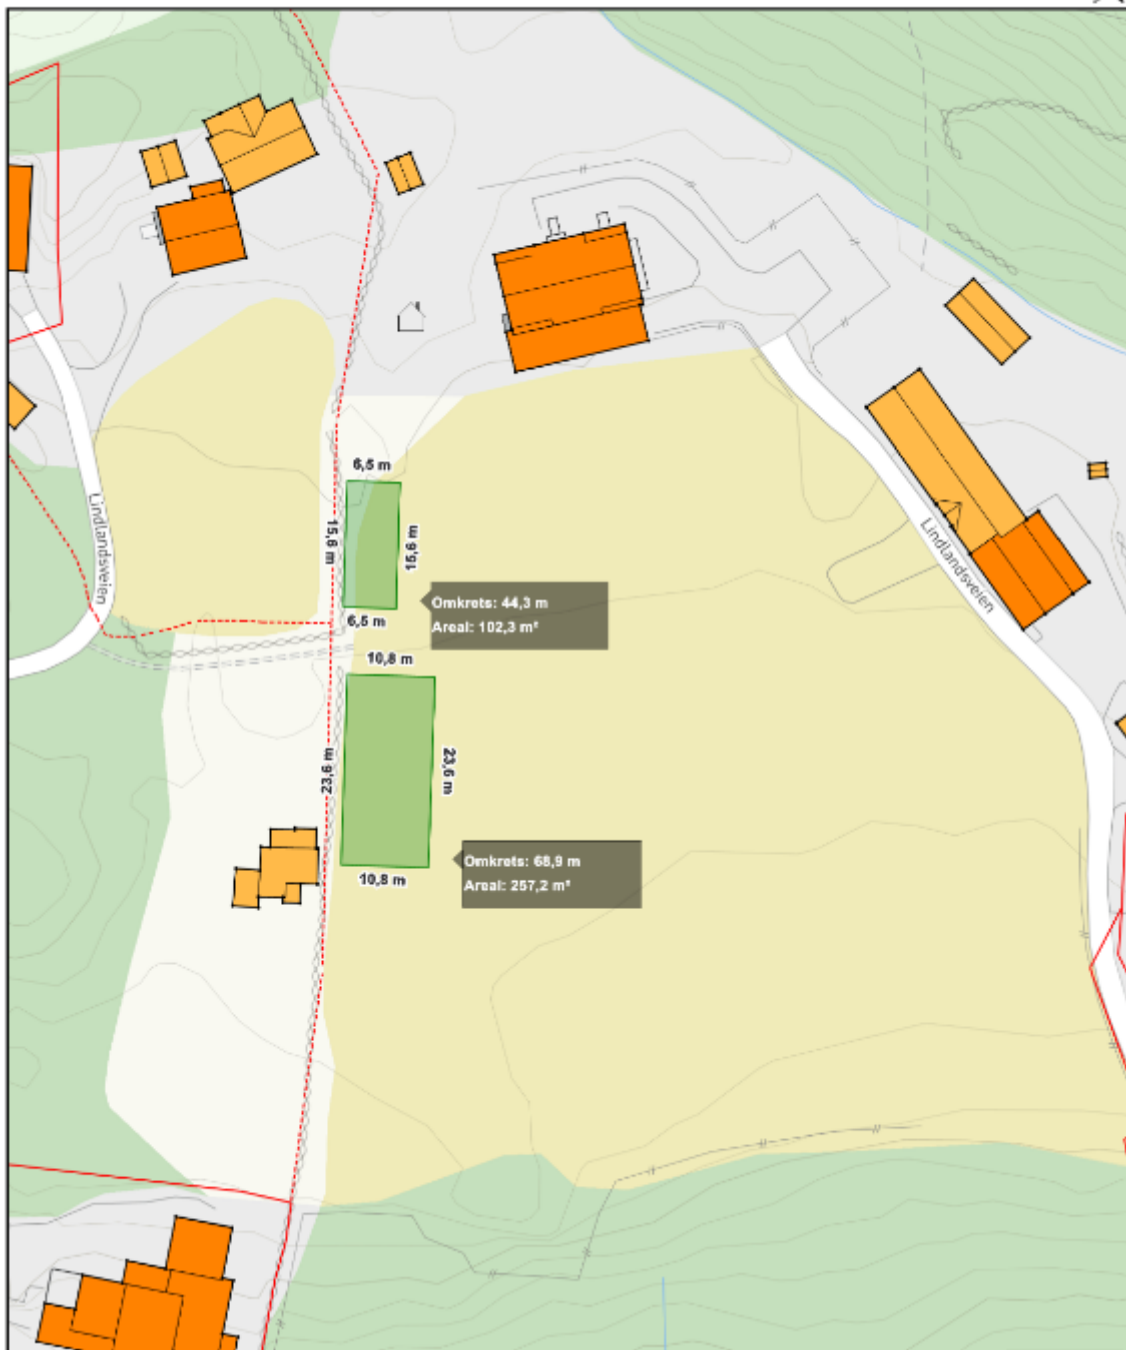 6,5 m
15,6 m
15,6 m
Lindlandsveien
Lindlandsveien
Omkrets: 44,3 m
Areal: 102,3 m²
6,5 m
10,8 m
23,6 m
23,6 m
Omkrets: 68,9 m
Areal: 257,2 m²
10,8 m